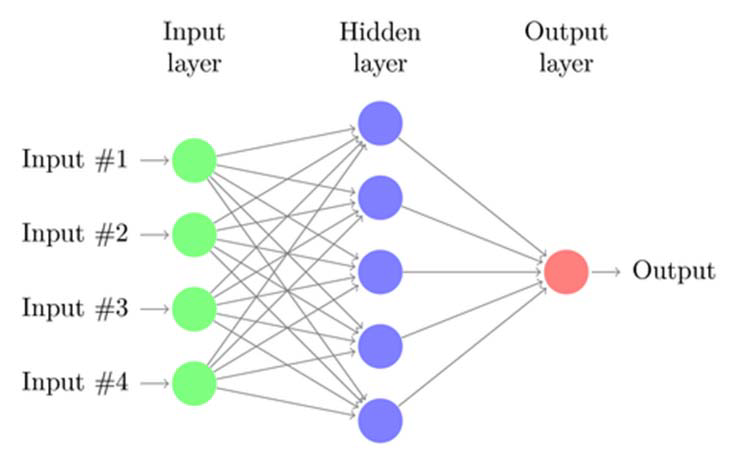 Input
layer
Hidden
layer
Output
layer
Input #1
Input #2
Input #3
Input #4
Output